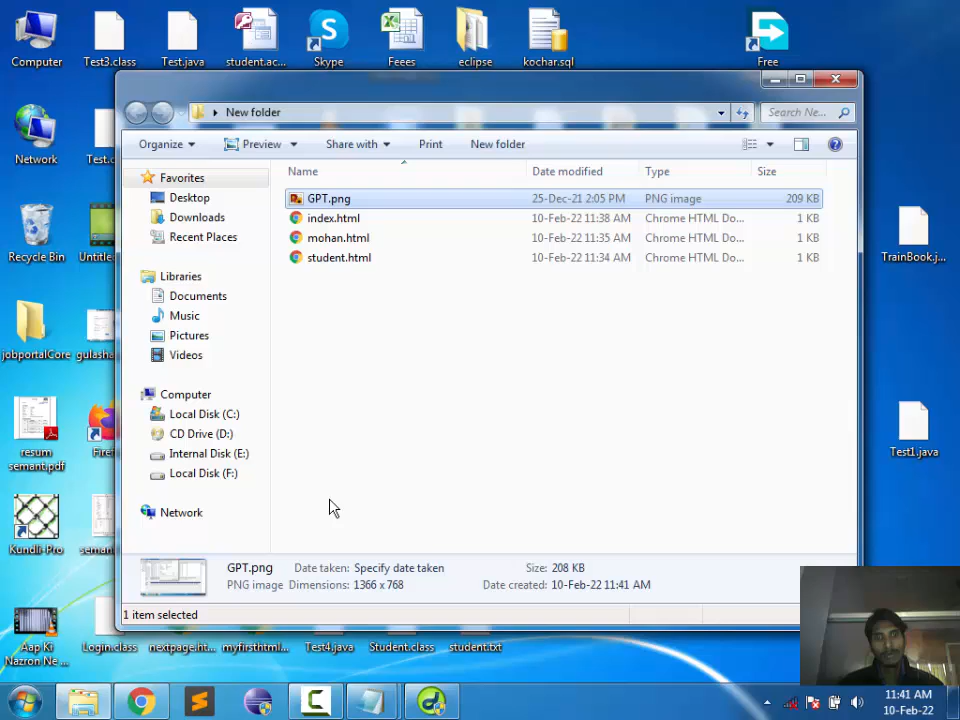 Computer
Test3.class
Test.java
student.ac...
Skype
Feees
eclipse
kochar.sql
Free
New folder
Search Ne...
Organize
Preview
Share with
Print
New folder
Network
Test.c
Name
Date modified
Type
Size
Favorites
Desktop
Downloads
Recent Places
GPT.png
25-Dec-21 2:05 PM
PNG image
209 KB
index.html
10-Feb-22 11:38 AM
Chrome HTML Do...
1 KB
mohan.html
10-Feb-22 11:35 AM
Chrome HTML Do...
1 KB
student.html
10-Feb-22 11:34 AM
Chrome HTML Do...
1 KB
Recycle Bin
Untitle
TrainBook.j...
Libraries
Documents
Music
Pictures
Videos
jobportalCore
gulasha
Computer
Local Disk (C:)
CD Drive (D:)
Internal Disk (E:)
Local Disk (F:)
resum
semantipdf
Firef
Test1.java
Network
Kundli-Pro
seman
GPT.png
Date taken: Specify date taken
Size: 208 KB
PNG image
Dimensions: 1366 x 768
Date created: 10-Feb-22 11:41 AM
1 item selected
Aap Ki
Nazron Ne ...
Login.class
nextpage.ht...
myfirsthtml...
Test4.java
Student.class
student.txt
11:41 AM
10-Feb-22